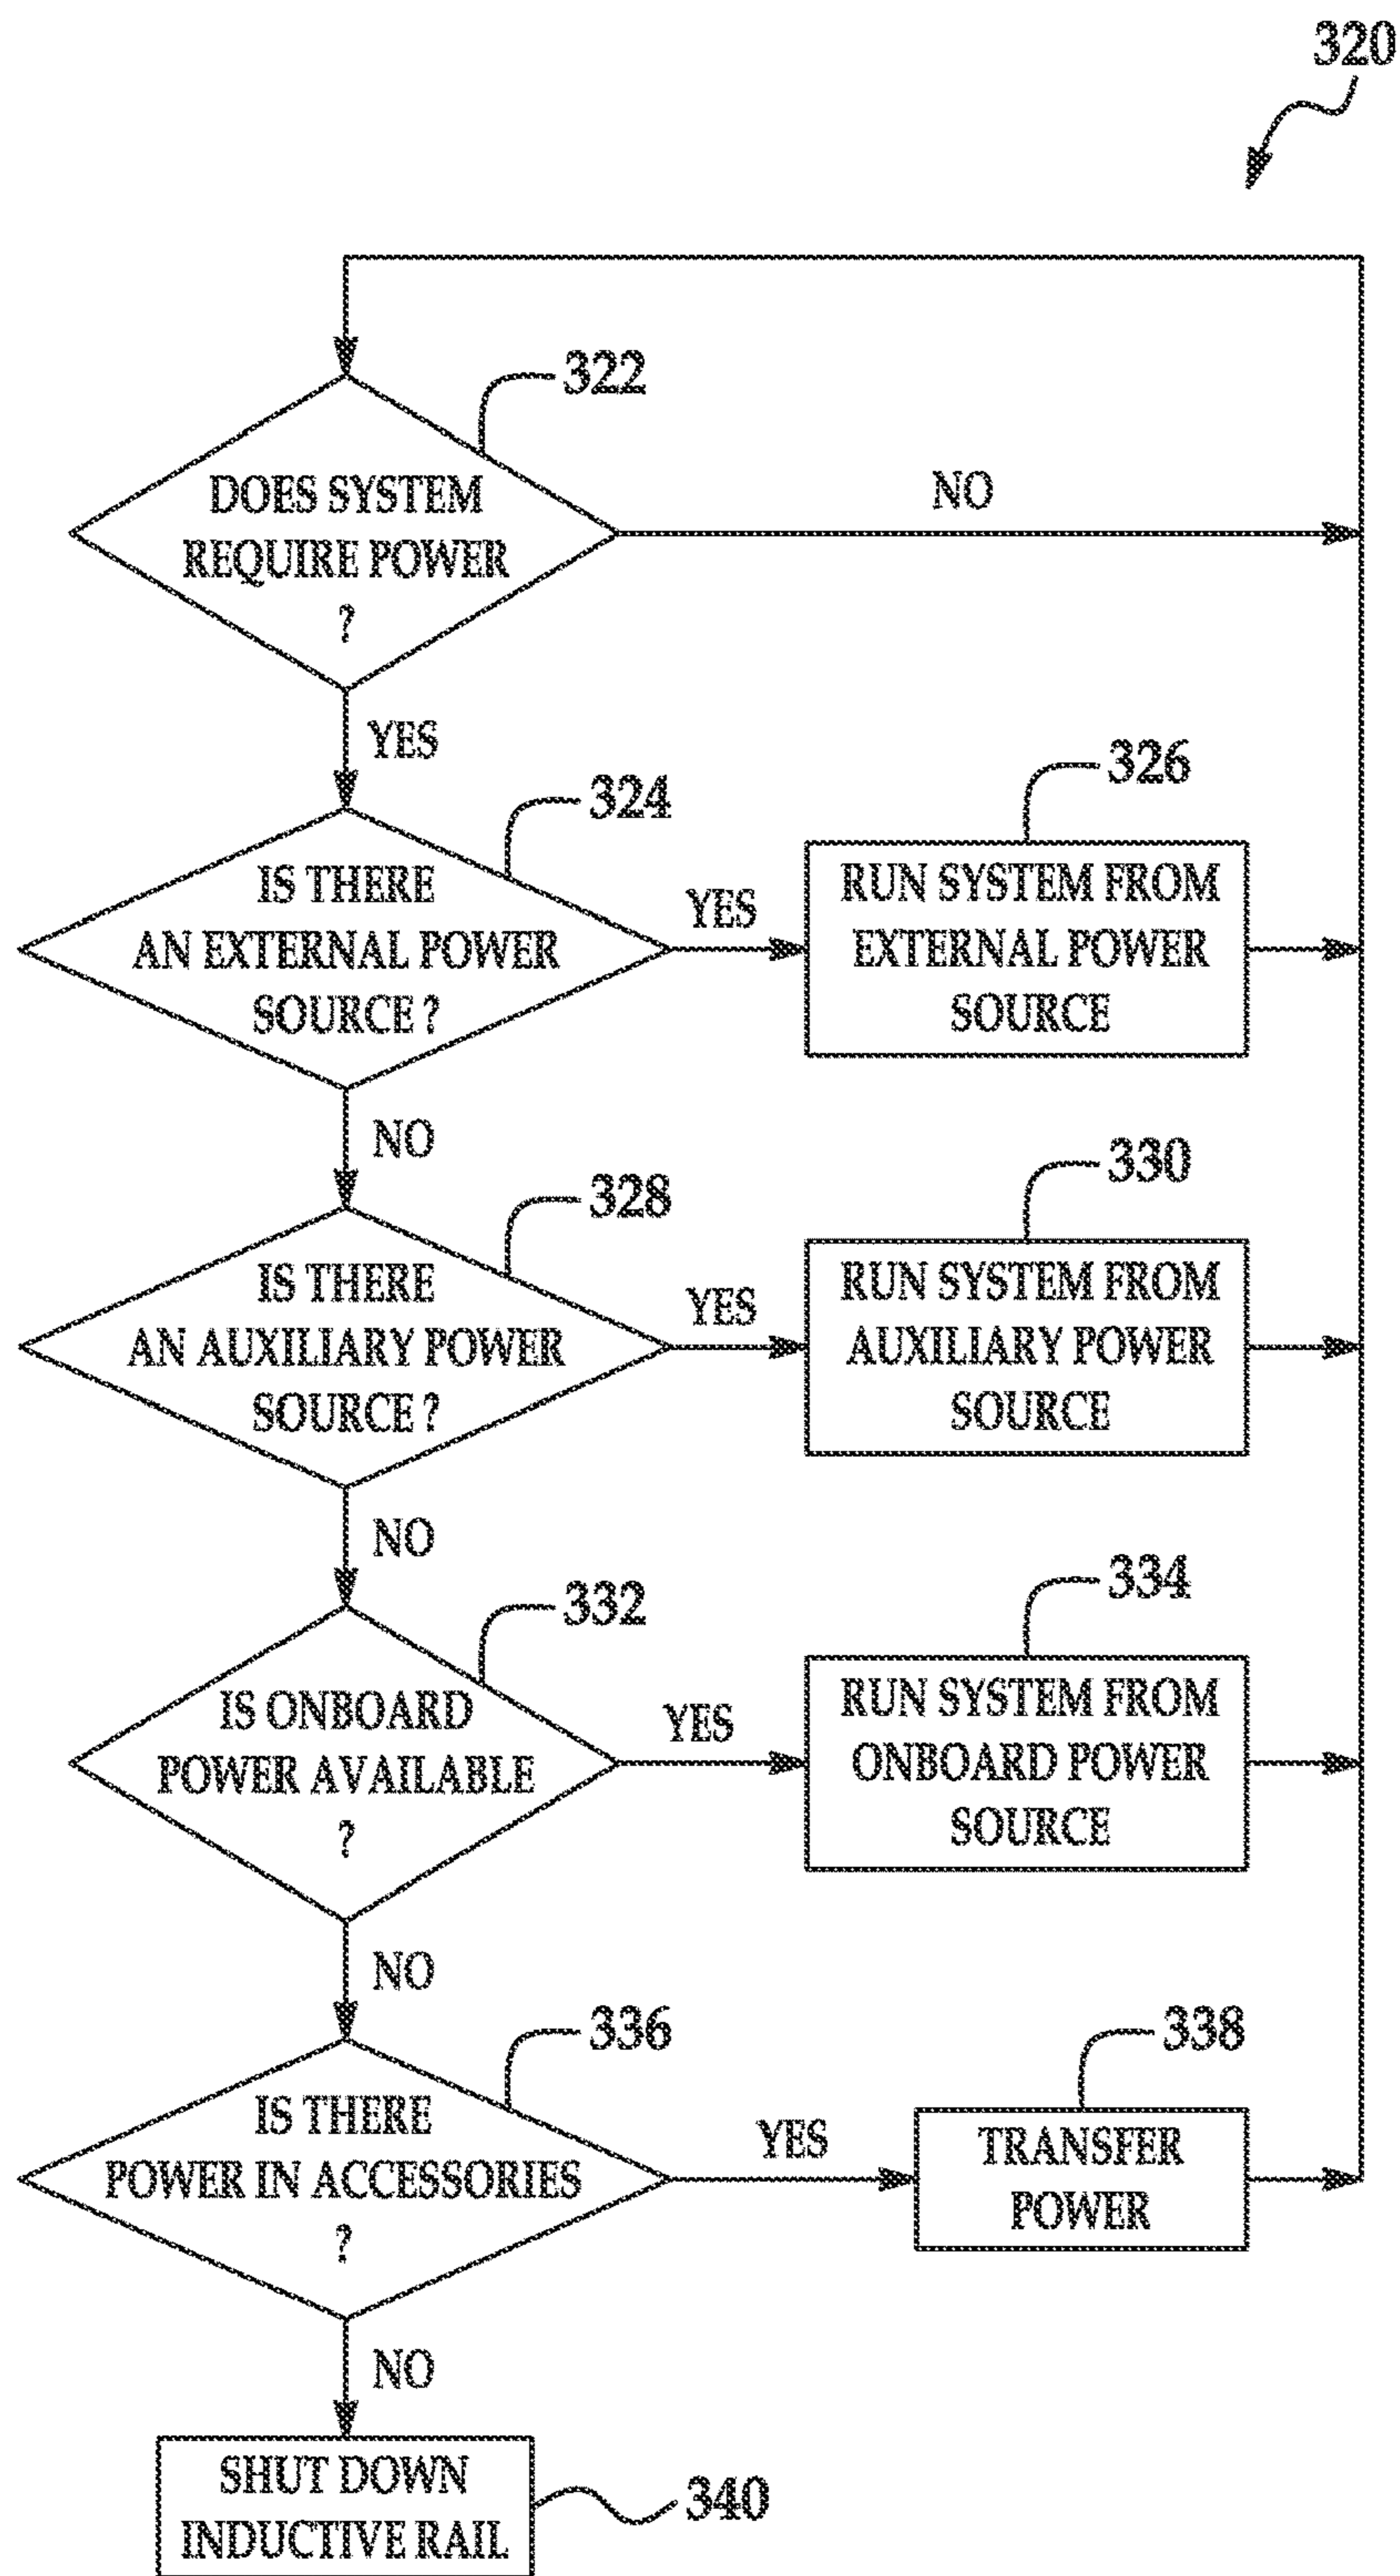 320
322
DOES SYSTEM
REQUIRE POWER
?
NO
YES
324
IS THERE
AN EXTERNAL POWER
SOURCE ?
YES
326
RUN SYSTEM FROM
EXTERNAL POWER
SOURCE
NO
328
IS THERE
AN AUXILIARY POWER
SOURCE ?
YES
330
RUN SYSTEM FROM
AUXILIARY POWER
SOURCE
NO
332
IS ONBOARD
POWER AVAILABLE
?
YES
334
RUN SYSTEM FROM
ONBOARD POWER
SOURCE
NO
336
IS THERE
POWER IN ACCESSORIES
?
YES
338
TRANSFER
POWER
NO
SHUT DOWN
INDUCTIVE RAIL
340